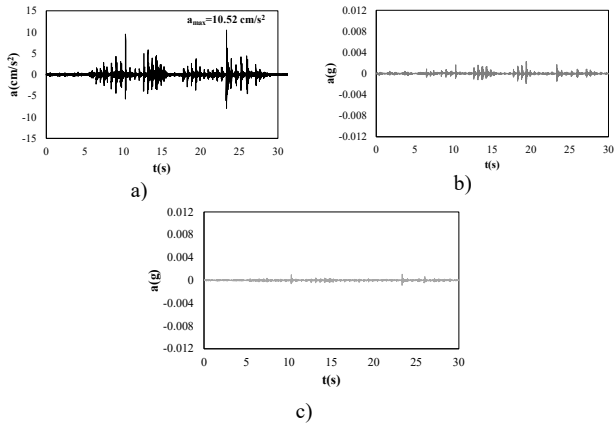 a_max=10.52 cm/s²
15
10
5
0
-5
-10
-15
a(cm/s²)
0 5 10 15 20 25 30
t(s)
a)
0.012
0.008
0.004
0
-0.004
-0.008
-0.012
a(g)
0 5 10 15 20 25 30
t(s)
b)
0.012
0.008
0.004
0
-0.004
-0.008
-0.012
a(g)
0 5 10 15 20 25 30
t(s)
c)